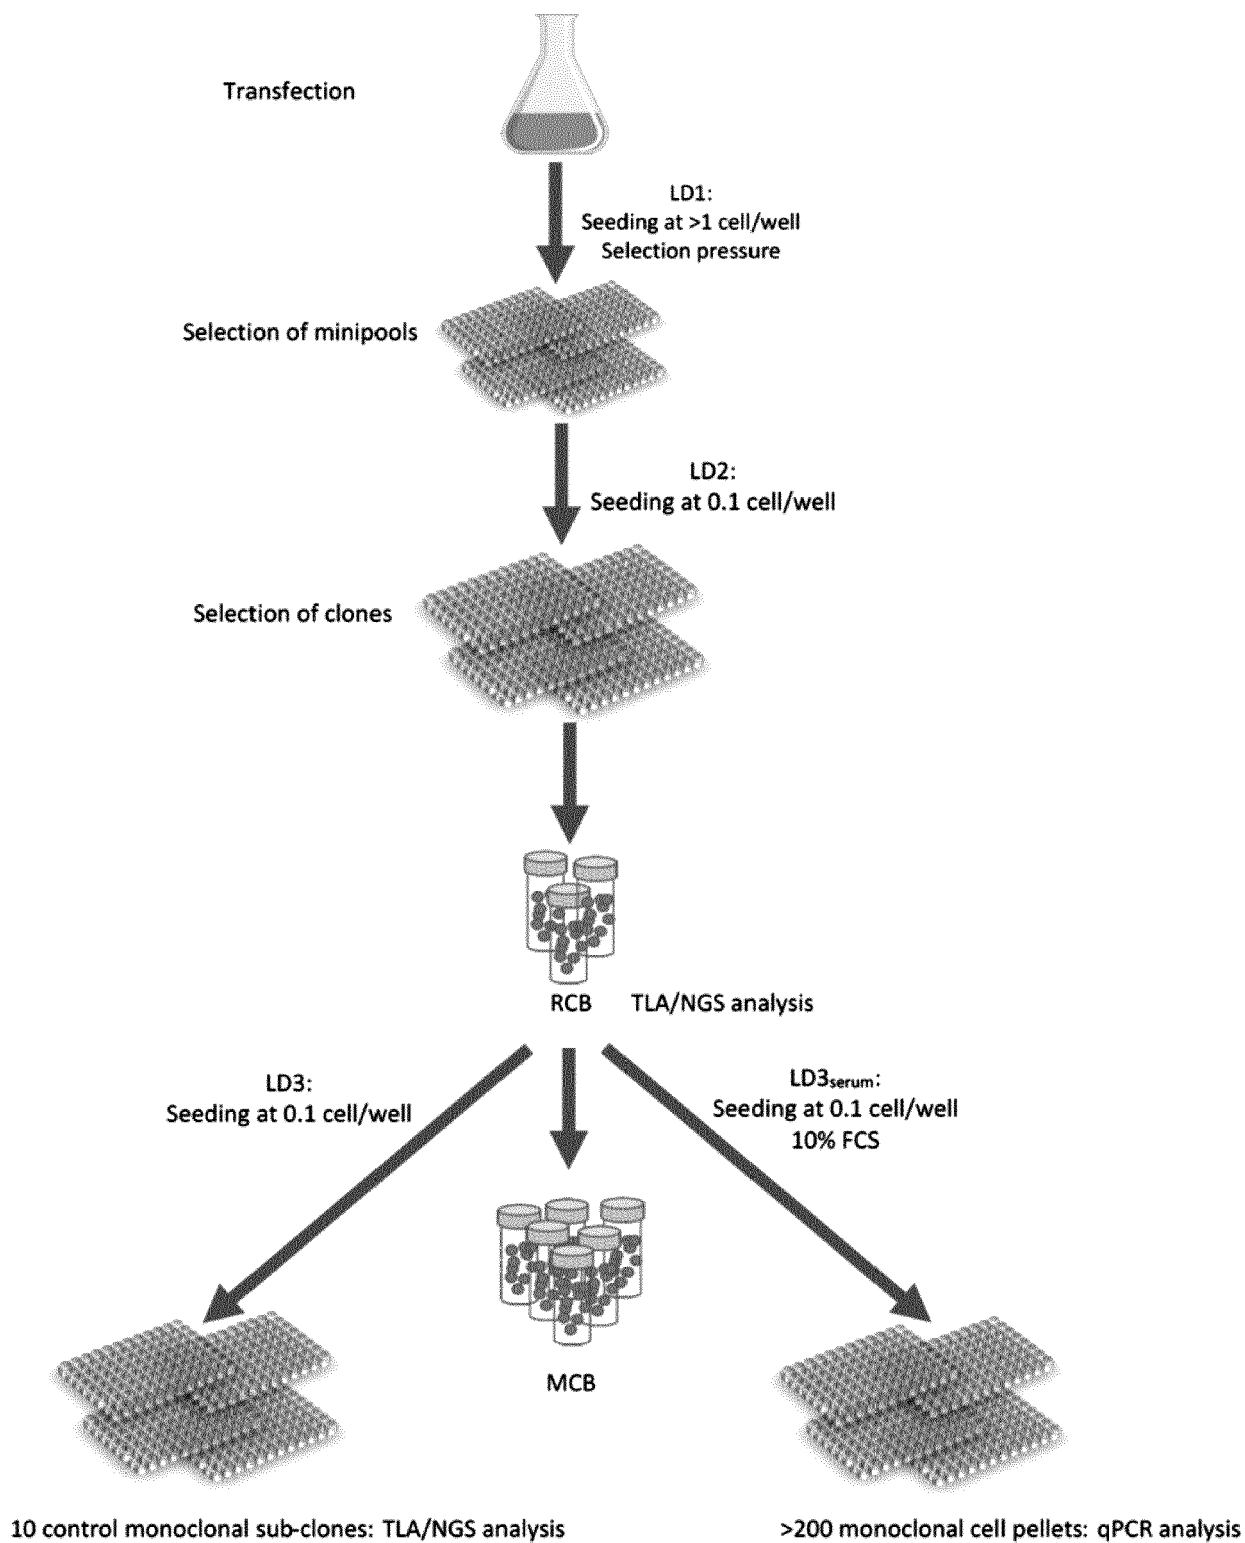 Transfection
LD1:
Seeding at >1 cell/well
Selection pressure
Selection of minipools
LD2:
Seeding at 0.1 cell/well
Selection of clones
RCB
TLA/NGS analysis
LD3:
Seeding at 0.1 cell/well
LD3serum:
Seeding at 0.1 cell/well
10% FCS
MCB
10 control monoclonal sub-clones: TLA/NGS analysis
>200 monoclonal cell pellets: qPCR analysis